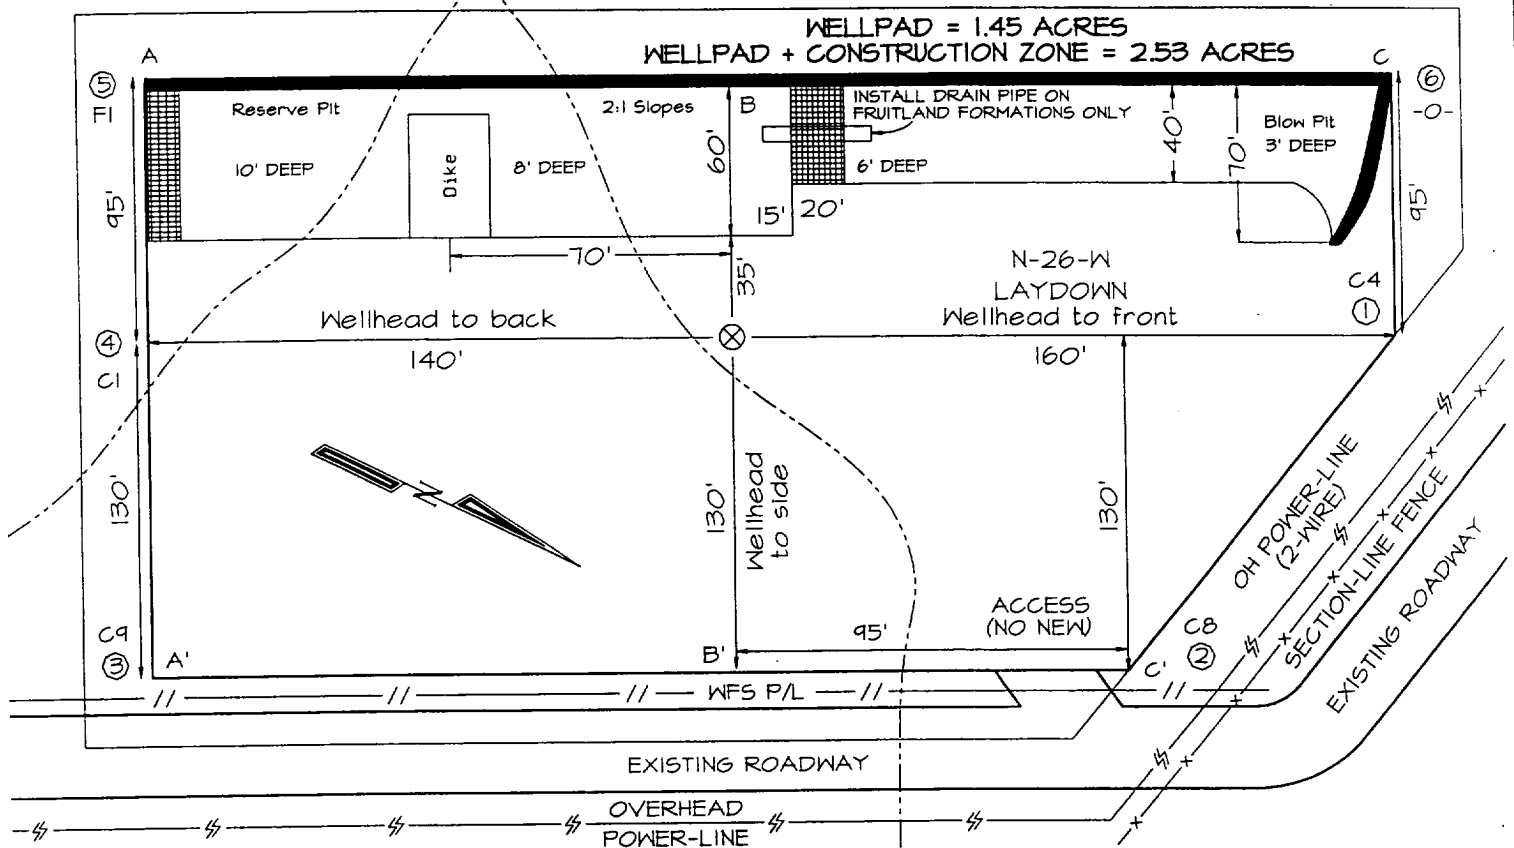 WELLPAD = 1.45 ACRES
WELLPAD + CONSTRUCTION ZONE = 2.53 ACRES
A
C
5
F1
6
-0-
Reserve Pit
2:1 Slopes
B
INSTALL DRAIN PIPE ON
FRUITLAND FORMATIONS ONLY
Blow Pit
3' DEEP
10' DEEP
Dike
8' DEEP
60'
6' DEEP
40'
70'
95'
95'
15'
20'
70'
35'
N-26-W
LAYDOWN
C4
1
Wellhead to back
Wellhead to front
4
140'
160'
C1
130'
N
130'
Wellhead
to side
130'
OH POWER-LINE
(2-WIRE)
SECTION-LINE FENCE
EXISTING ROADWAY
ACCESS
(NO NEW)
95'
C9
3
A'
B'
C'
C8
2
WFS P/L
EXISTING ROADWAY
OVERHEAD
POWER-LINE